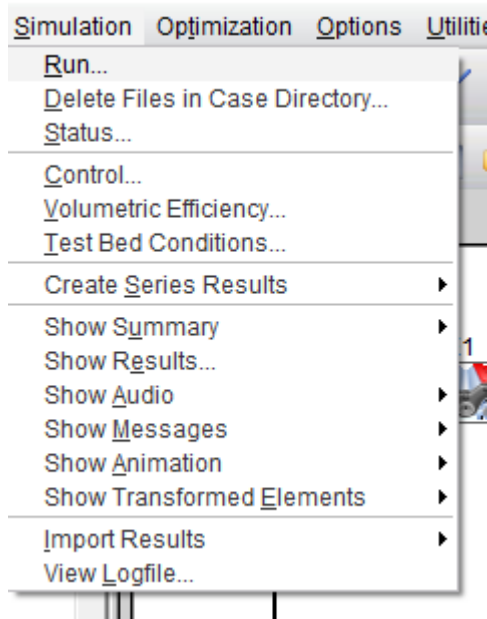 Simulation Optimization Options Utilitie
Run...
Delete Files in Case Directory...
Status...
Control...
Volumetric Efficiency...
Test Bed Conditions...
Create Series Results
Show Summary
Show Results...
1
Show Audio
Show Messages
Show Animation
Show Transformed Elements
Import Results
View Logfile...